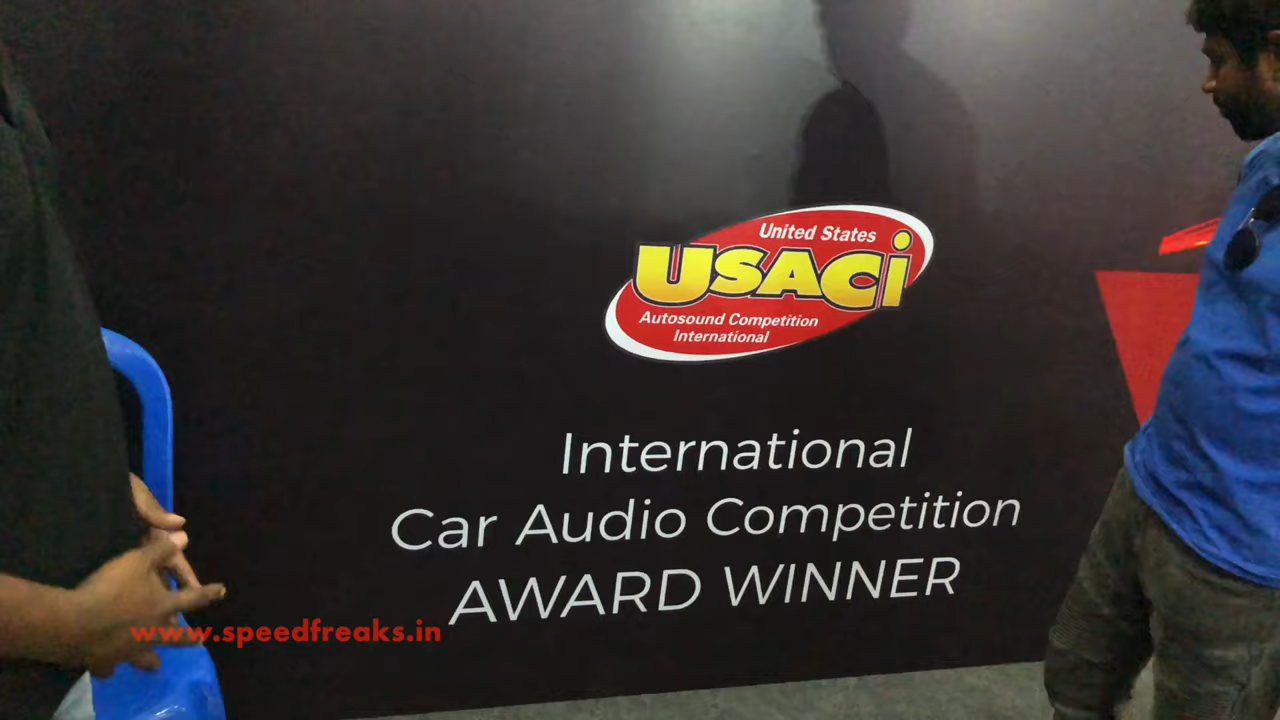 United States
USACi
Autosound Competition
International
International
Car Audio Competition
AWARD WINNER
www.speedfreaks.in